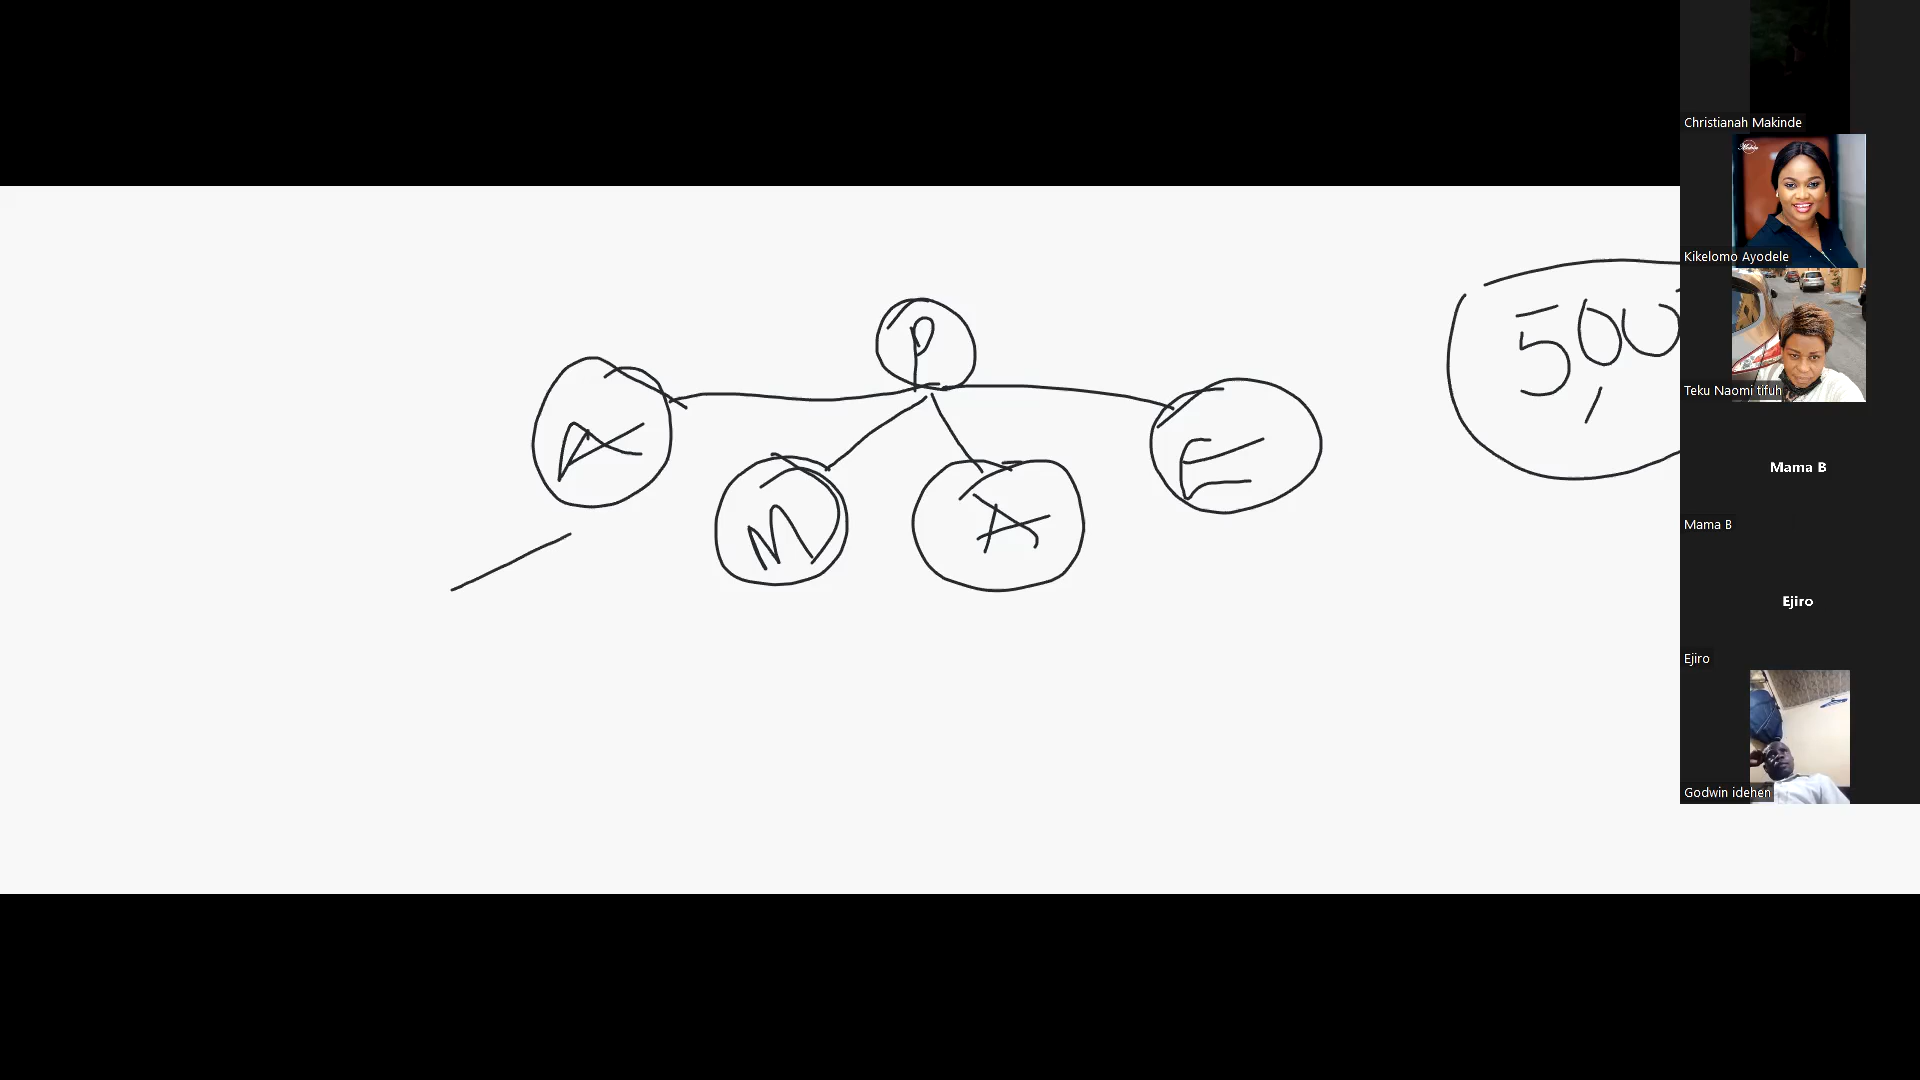 P
A
M
A
E
500
Christianah Makinde
Kikelomo Ayodele
Teku Naomi tifuh
Mama B
Mama B
Ejiro
Ejiro
Godwin idehen